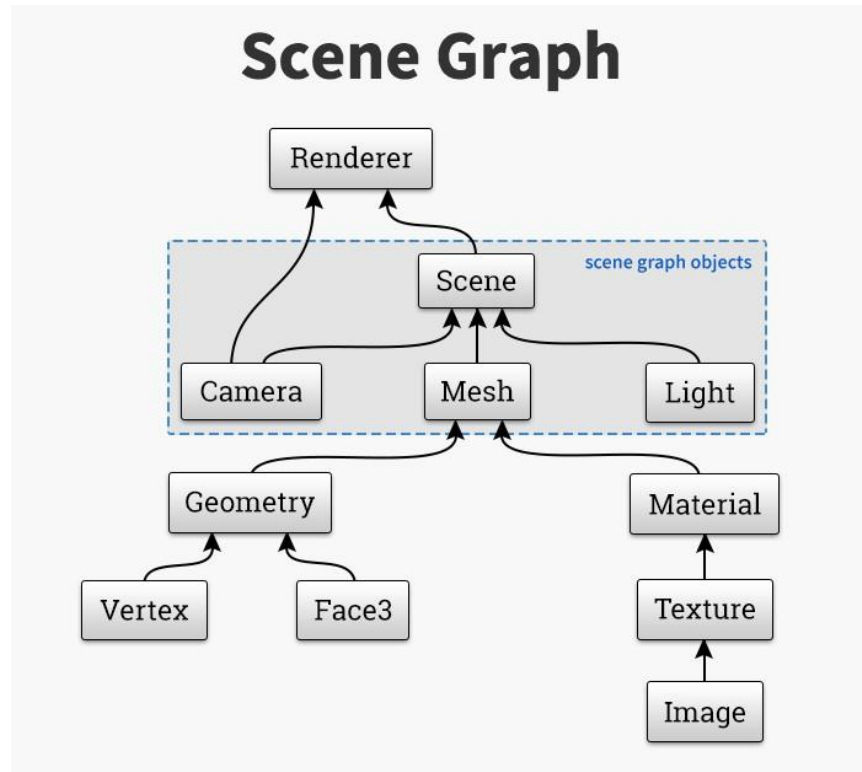 Scene Graph
Renderer
scene graph objects
Scene
Camera
Mesh
Light
Geometry
Material
Vertex
Face3
Texture
Image